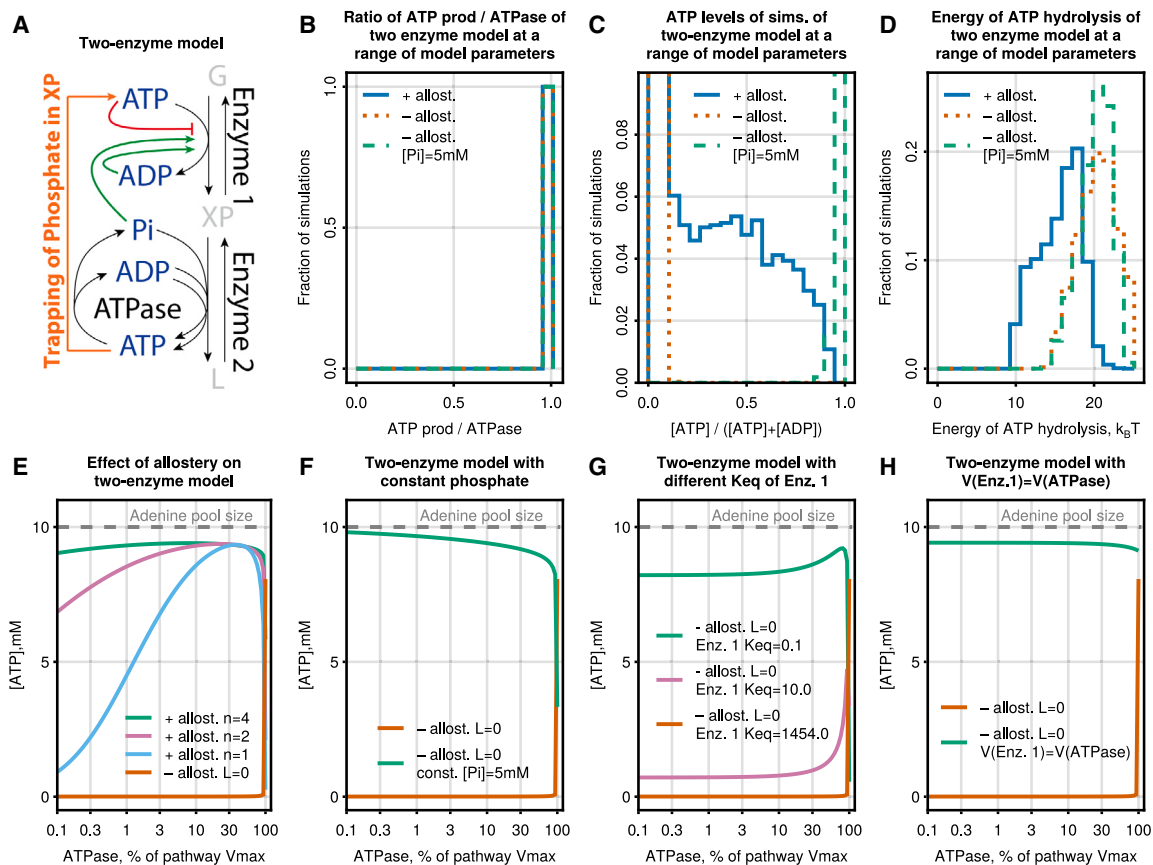 A
Two-enzyme model
Trapping of Phosphate in XP
G
ATP
Enzyme 1
ADP
XP
Pi
ADP
ATPase
Enzyme 2
ATP
L
B
Ratio of ATP prod / ATPase of
two enzyme model at a
range of model parameters
+ allost.
− allost.
− allost.
[Pi]=5mM
Fraction of simulations
1.0
0.5
0.0
0.0
0.5
1.0
ATP prod / ATPase
C
ATP levels of sims. of
two-enzyme model at a
range of model parameters
+ allost.
− allost.
− allost.
[Pi]=5mM
Fraction of simulations
0.08
0.06
0.04
0.02
0.00
0.0
0.5
1.0
[ATP] / ([ATP]+[ADP])
D
Energy of ATP hydrolysis of
two enzyme model at a
range of model parameters
+ allost.
− allost.
− allost.
[Pi]=5mM
Fraction of simulations
0.2
0.1
0.0
0
10
20
Energy of ATP hydrolysis, kBT
E
Effect of allostery on
two-enzyme model
Adenine pool size
[ATP],mM
10
5
0
+ allost. n=4
+ allost. n=2
+ allost. n=1
− allost. L=0
0.1 0.3 1 3 10 30 100
ATPase, % of pathway Vmax
F
Two-enzyme model with
constant phosphate
Adenine pool size
[ATP],mM
10
5
0
− allost. L=0
− allost. L=0
const. [Pi]=5mM
0.1 0.3 1 3 10 30 100
ATPase, % of pathway Vmax
G
Two-enzyme model with
different Keq of Enz. 1
Adenine pool size
[ATP],mM
10
5
0
- allost. L=0
Enz. 1 Keq=0.1
- allost. L=0
Enz. 1 Keq=10.0
− allost. L=0
Enz. 1 Keq=1454.0
0.1 0.3 1 3 10 30 100
ATPase, % of pathway Vmax
H
Two-enzyme model with
V(Enz.1)=V(ATPase)
Adenine pool size
[ATP],mM
10
5
0
− allost. L=0
− allost. L=0
V(Enz. 1)=V(ATPase)
0.1 0.3 1 3 10 30 100
ATPase, % of pathway Vmax